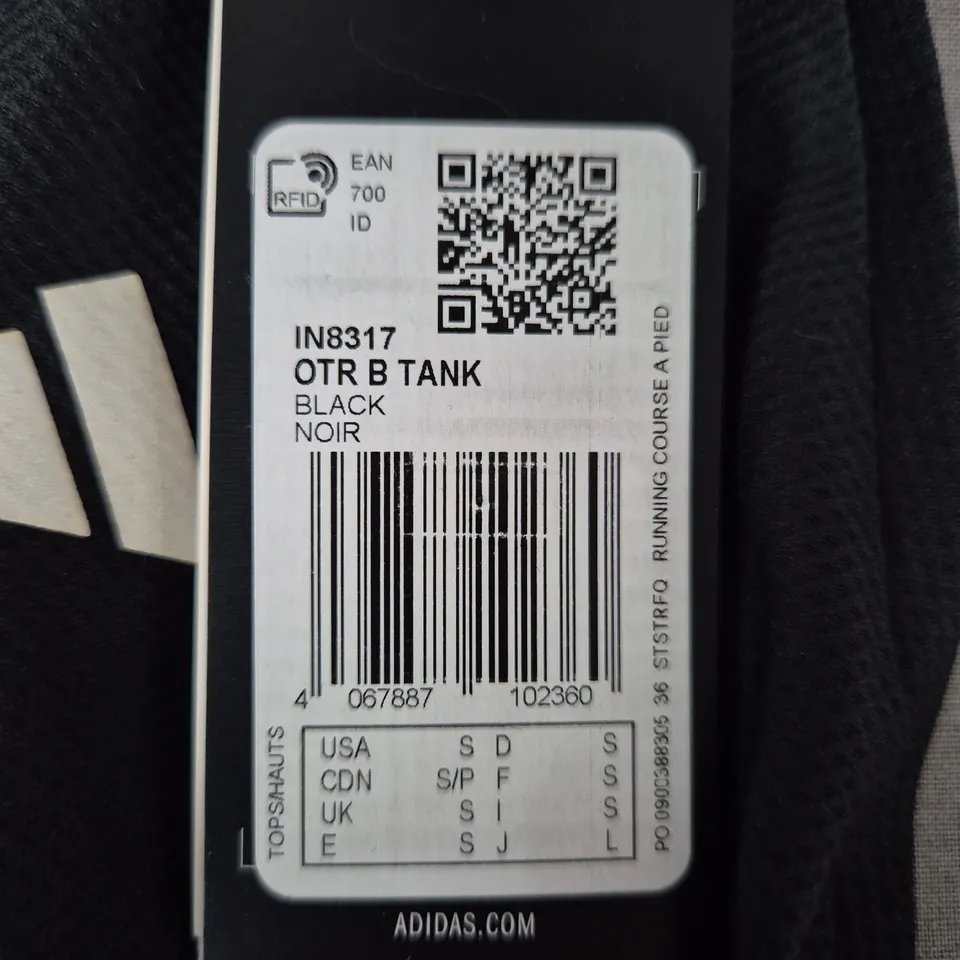 RFID
EAN
700
ID
IN8317
OTR B TANK
BLACK
NOIR
4 067887 102360
TOPS/HAUTS
USA S D S
CDN S/P F S
UK S I S
E S J L
PO 0900388305 36 STSTRFQ RUNNING COURSE A PIED
ADIDAS.COM